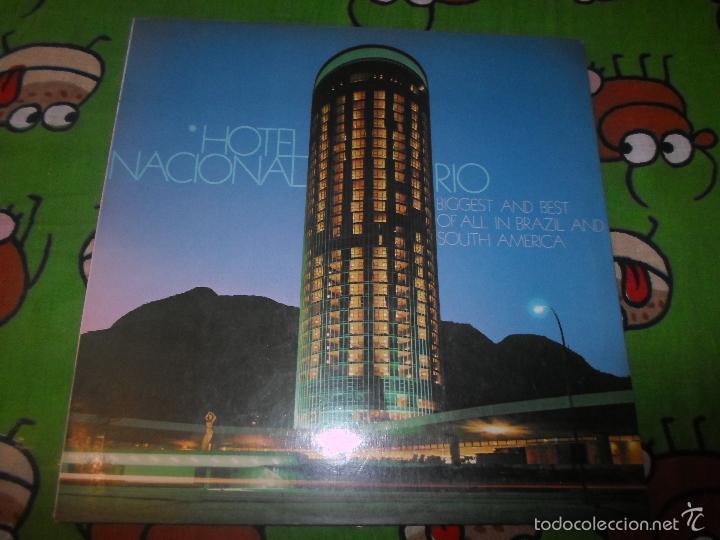 HOTEL
NACIONAL RIO
BIGGEST AND BEST
OF ALL IN BRAZIL AND
SOUTH AMERICA
todocoleccion.net